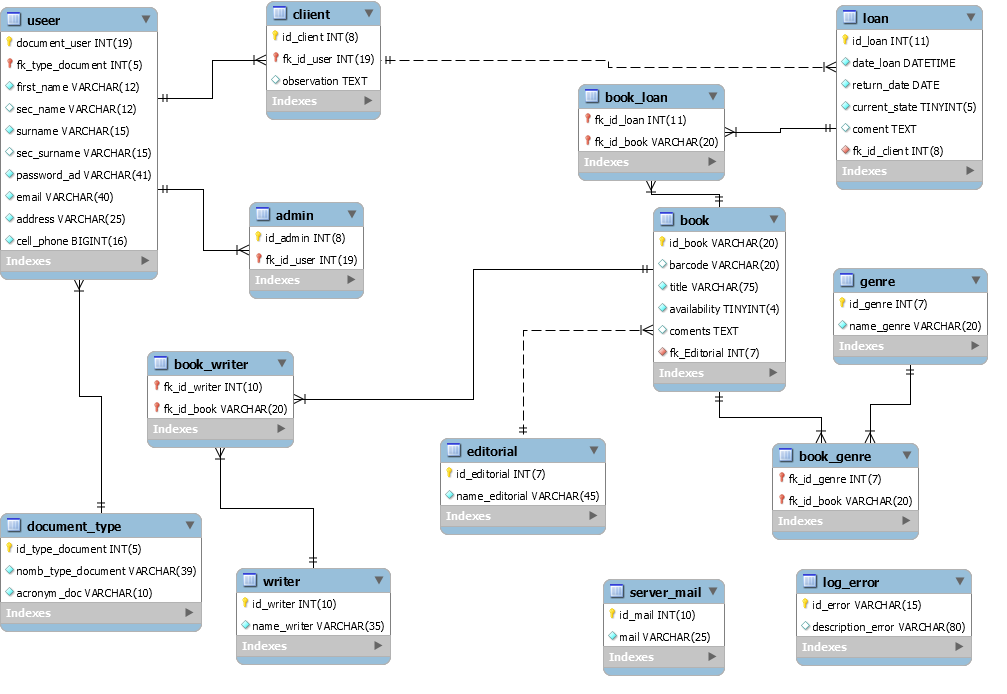 useer
document_user INT(19)
fk_type_document INT(5)
first_name VARCHAR(12)
sec_name VARCHAR(12)
surname VARCHAR(15)
sec_surname VARCHAR(15)
password_ad VARCHAR(41)
email VARCHAR(40)
address VARCHAR(25)
cell_phone BIGINT(16)
Indexes
cliient
id_client INT(8)
fk_id_user INT(19)
observation TEXT
Indexes
loan
id_loan INT(11)
date_loan DATETIME
return_date DATE
current_state TINYINT(5)
coment TEXT
fk_id_client INT(8)
Indexes
book_loan
fk_id_loan INT(11)
fk_id_book VARCHAR(20)
Indexes
admin
id_admin INT(8)
fk_id_user INT(19)
Indexes
book
id_book VARCHAR(20)
barcode VARCHAR(20)
title VARCHAR(75)
availability TINYINT(4)
coments TEXT
fk_Editorial INT(7)
Indexes
genre
id_genre INT(7)
name_genre VARCHAR(20)
Indexes
book_writer
fk_id_writer INT(10)
fk_id_book VARCHAR(20)
Indexes
editorial
id_editorial INT(7)
name_editorial VARCHAR(45)
Indexes
book_genre
fk_id_genre INT(7)
fk_id_book VARCHAR(20)
Indexes
document_type
id_type_document INT(5)
nomb_type_document VARCHAR(39)
acronym_doc VARCHAR(10)
Indexes
writer
id_writer INT(10)
name_writer VARCHAR(35)
Indexes
server_mail
id_mail INT(10)
mail VARCHAR(25)
Indexes
log_error
id_error VARCHAR(15)
description_error VARCHAR(80)
Indexes